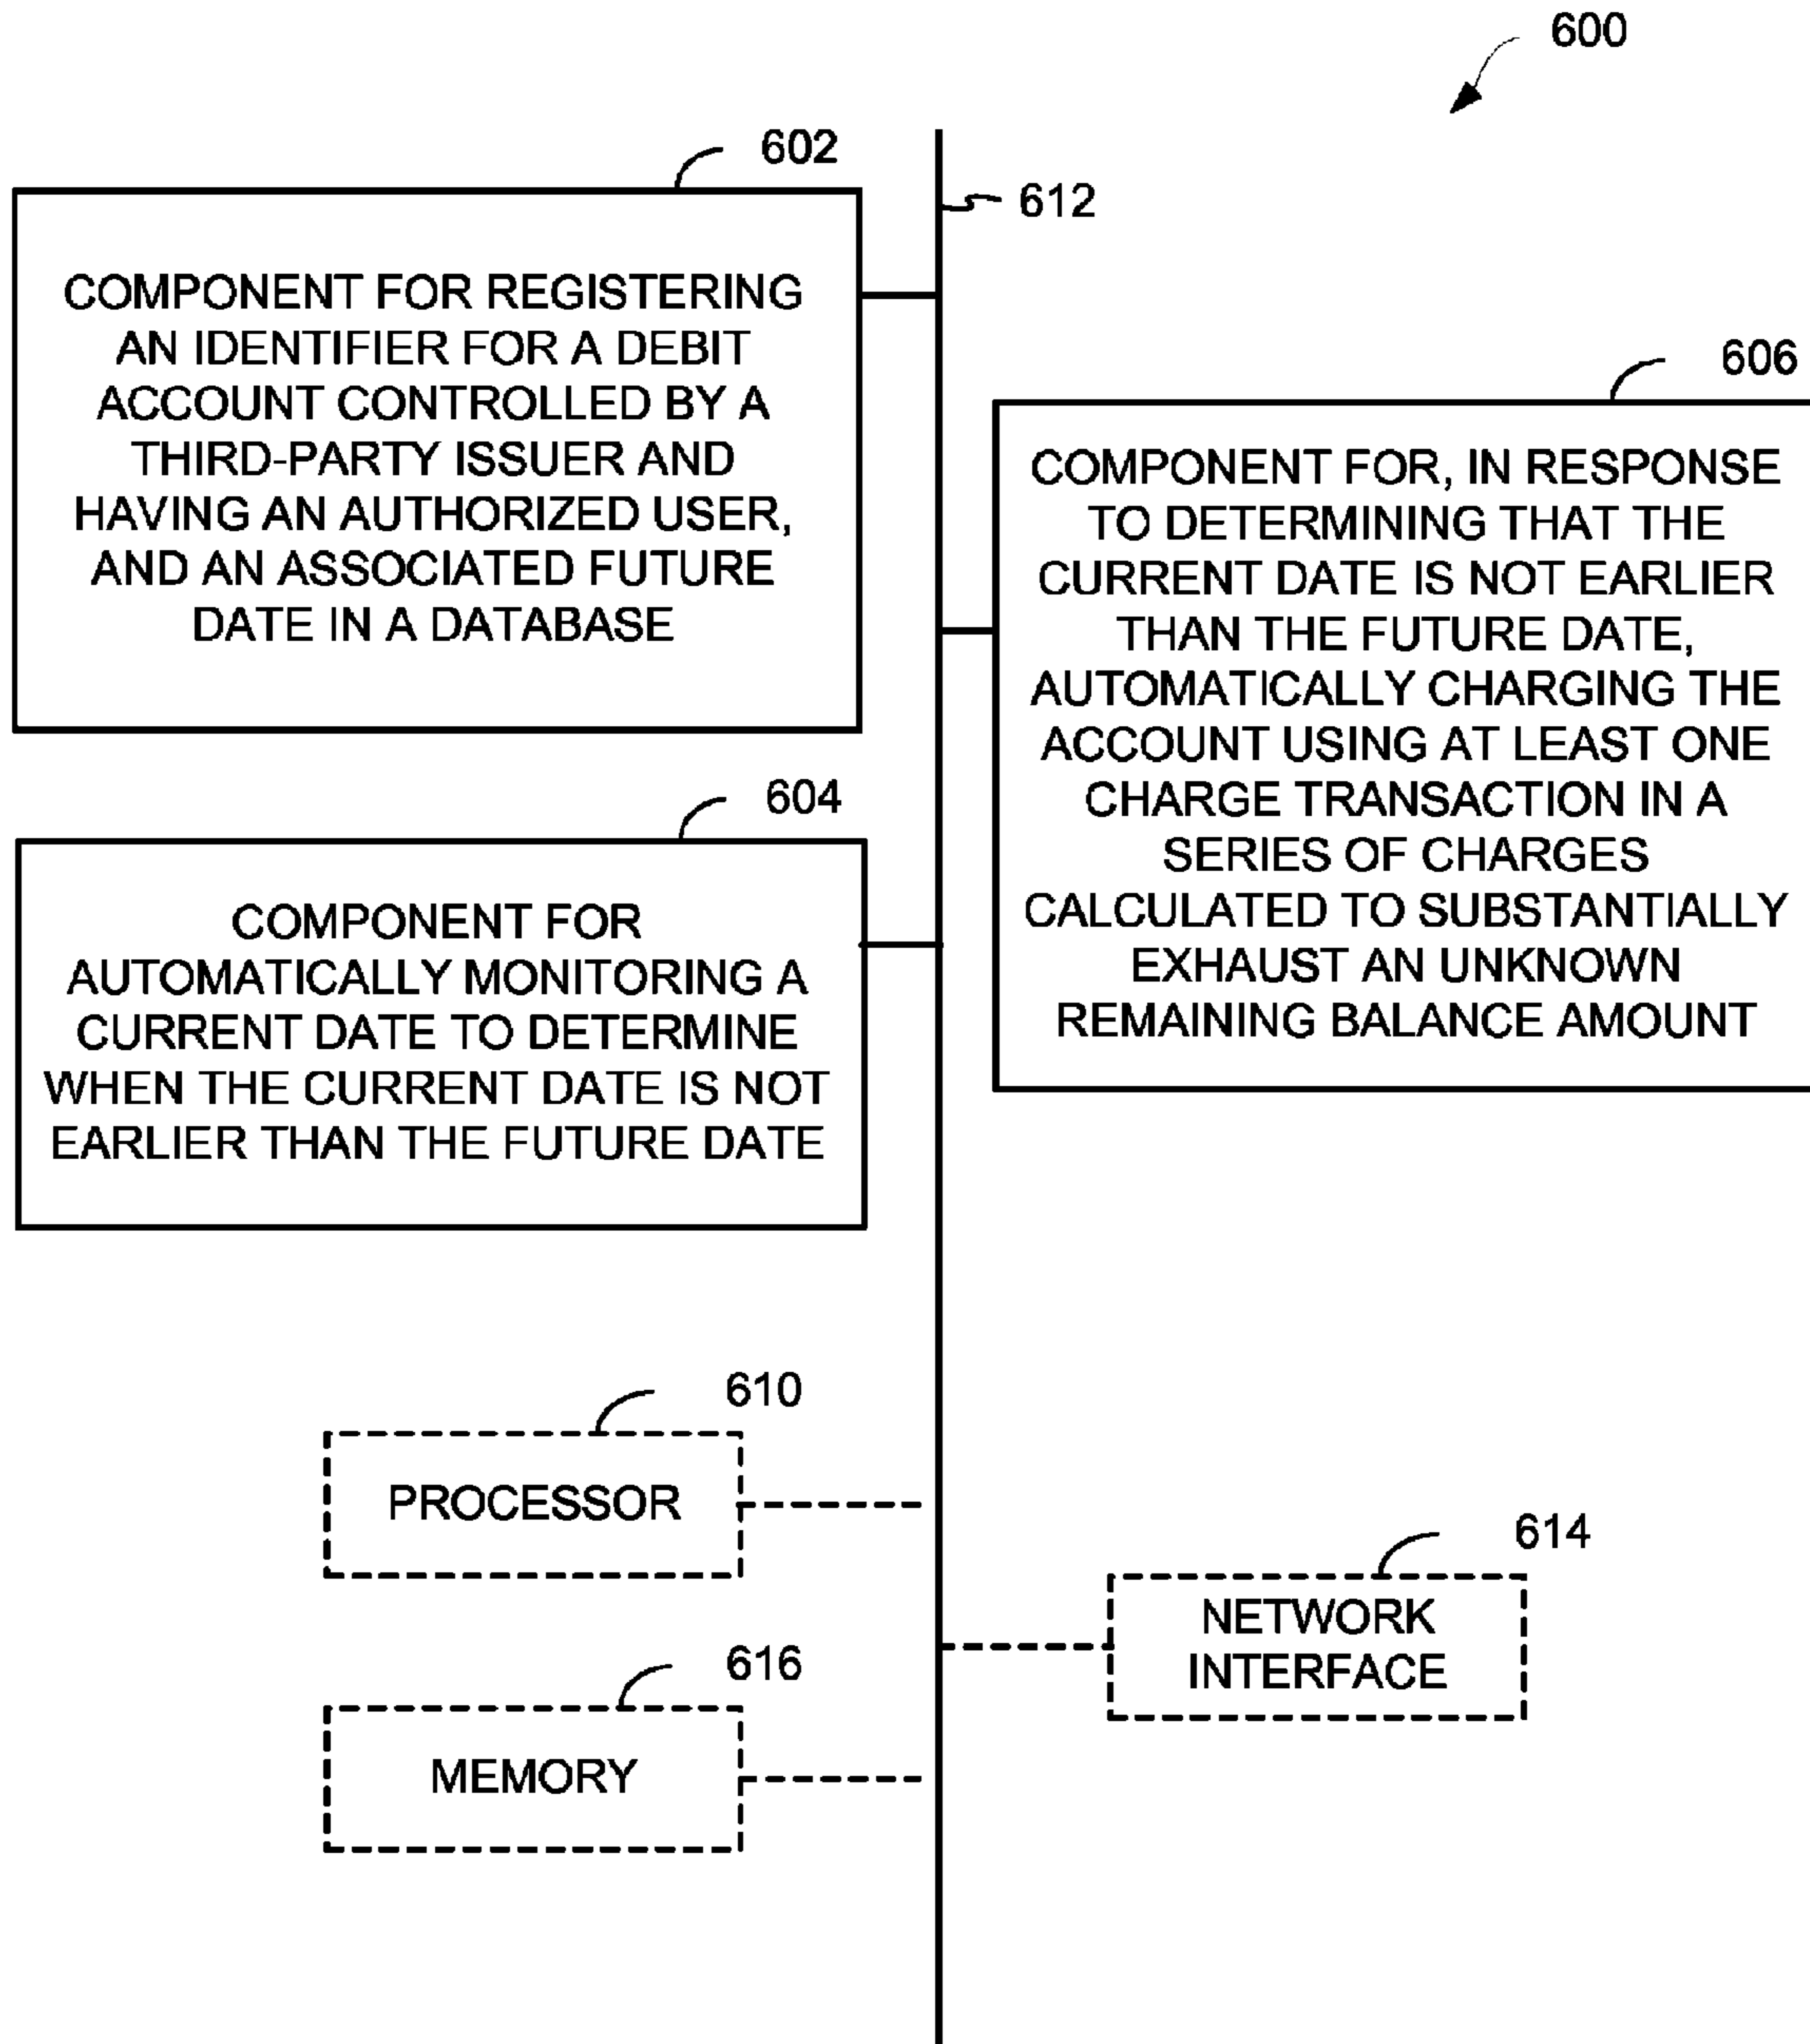 600
602
612
COMPONENT FOR REGISTERING
AN IDENTIFIER FOR A DEBIT
ACCOUNT CONTROLLED BY A
THIRD-PARTY ISSUER AND
HAVING AN AUTHORIZED USER,
AND AN ASSOCIATED FUTURE
DATE IN A DATABASE
606
COMPONENT FOR, IN RESPONSE
TO DETERMINING THAT THE
CURRENT DATE IS NOT EARLIER
THAN THE FUTURE DATE,
AUTOMATICALLY CHARGING THE
ACCOUNT USING AT LEAST ONE
CHARGE TRANSACTION IN A
SERIES OF CHARGES
CALCULATED TO SUBSTANTIALLY
EXHAUST AN UNKNOWN
REMAINING BALANCE AMOUNT
604
COMPONENT FOR
AUTOMATICALLY MONITORING A
CURRENT DATE TO DETERMINE
WHEN THE CURRENT DATE IS NOT
EARLIER THAN THE FUTURE DATE
610
PROCESSOR
614
NETWORK
INTERFACE
616
MEMORY